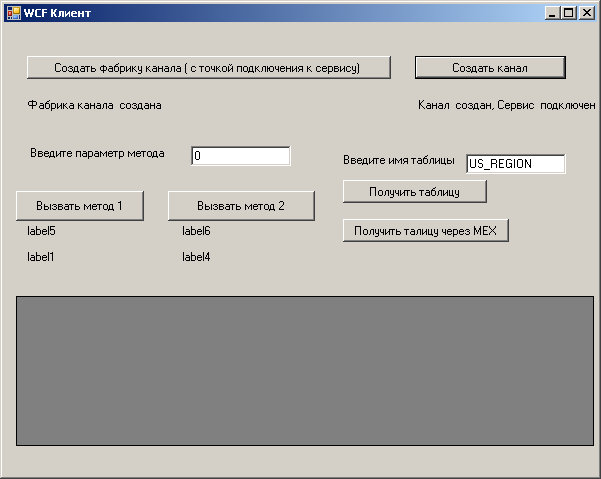 WCF Клиент
Создать фабрику канала ( с точкой подключения к сервису)
Создать канал
Фабрика канала создана
Канал создан, Сервис подключен
Введите параметр метода
0
Введите имя таблицы
US_REGION
Получить таблицу
Вызвать метод 1
Вызвать метод 2
Получить талицу через MEX
label5
label6
label1
label4